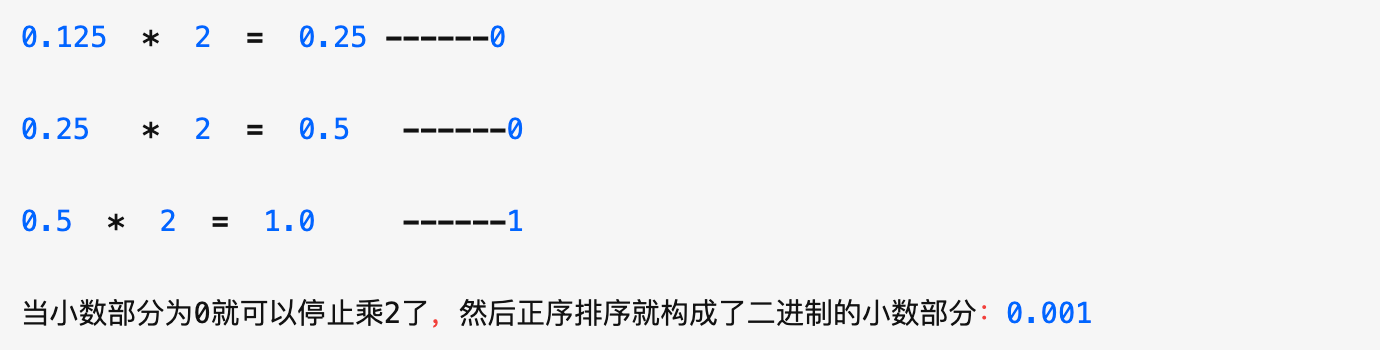 0.125 * 2 = 0.25 ------0
0.25 * 2 = 0.5 ------0
0.5 * 2 = 1.0 ------1
当小数部分为0就可以停止乘2了，然后正序排序就构成了二进制的小数部分：0.001